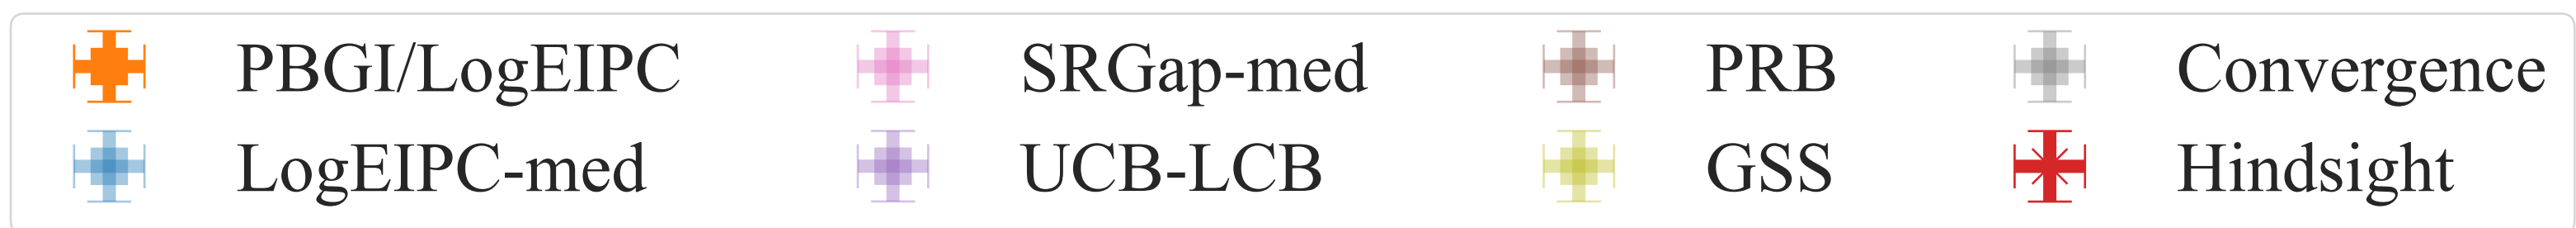 PBGI/LogEIPC SRGap-med PRB Convergence
LogEIPC-med UCB-LCB GSS Hindsight